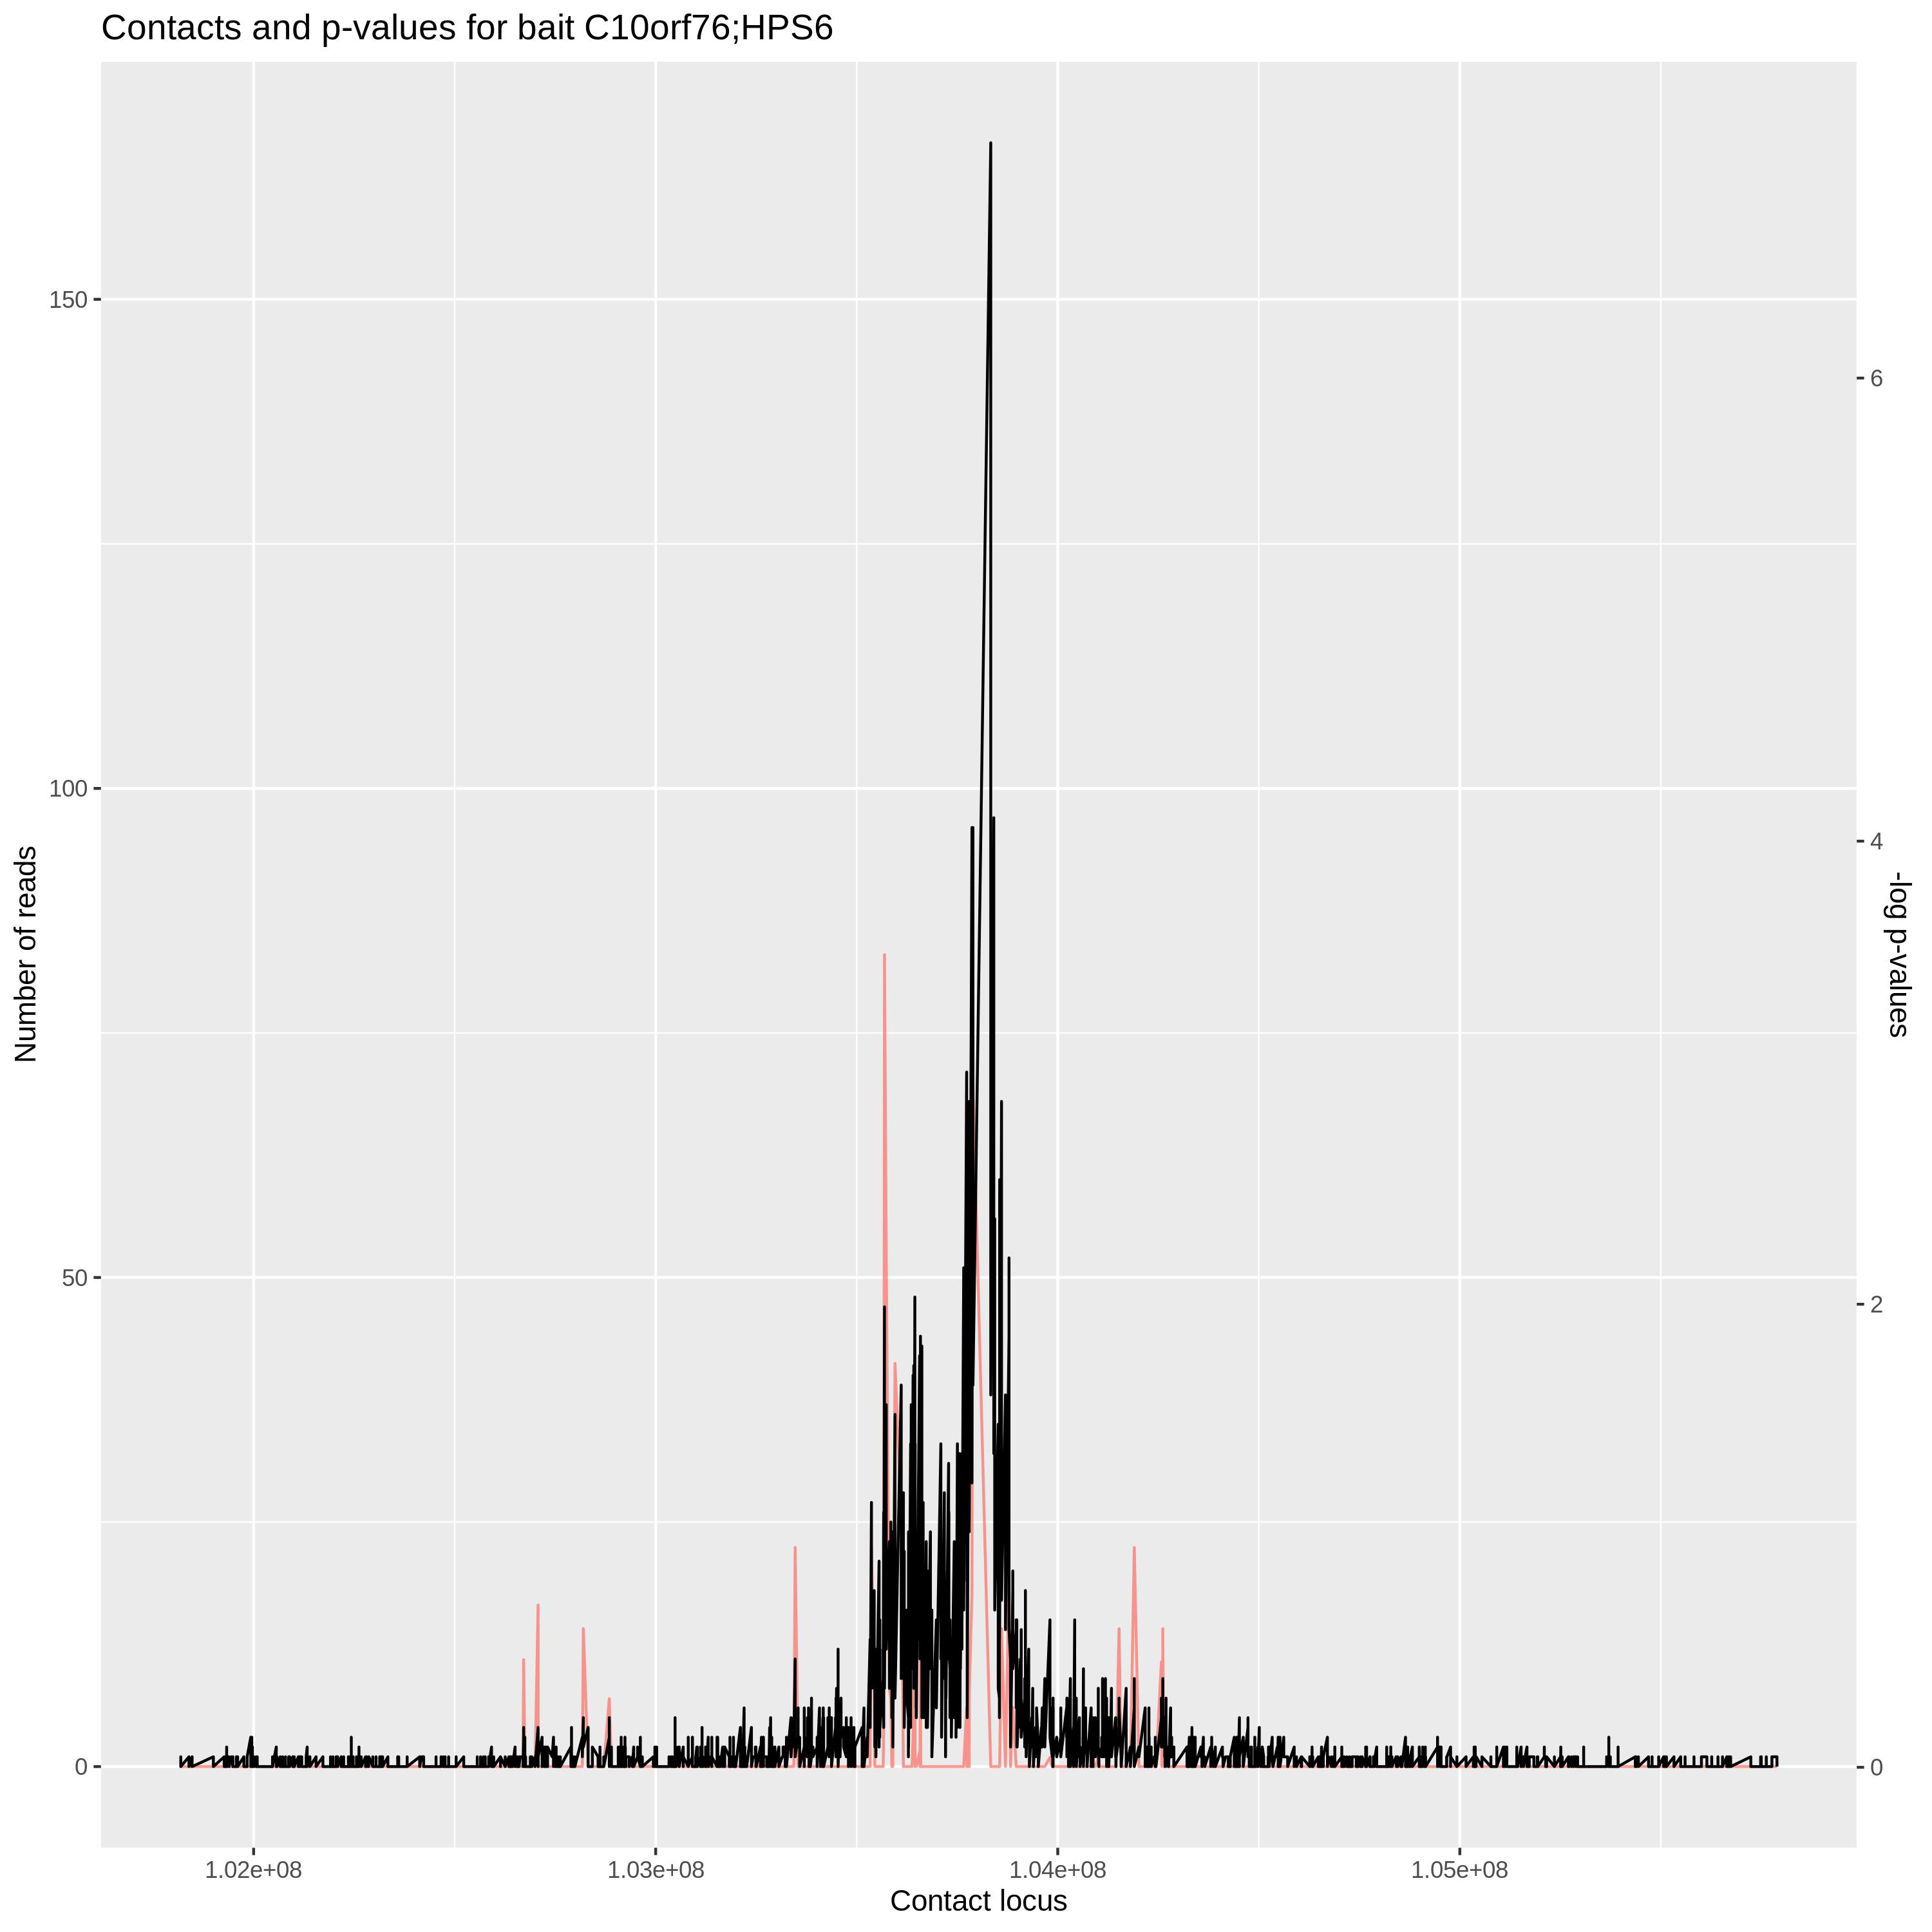 Contacts and p-values for bait C10orf76;HPS6
150
100
50
0
Number of reads
6
4
2
0
-log p-values
1.02e+08 1.03e+08 1.04e+08 1.05e+08
Contact locus